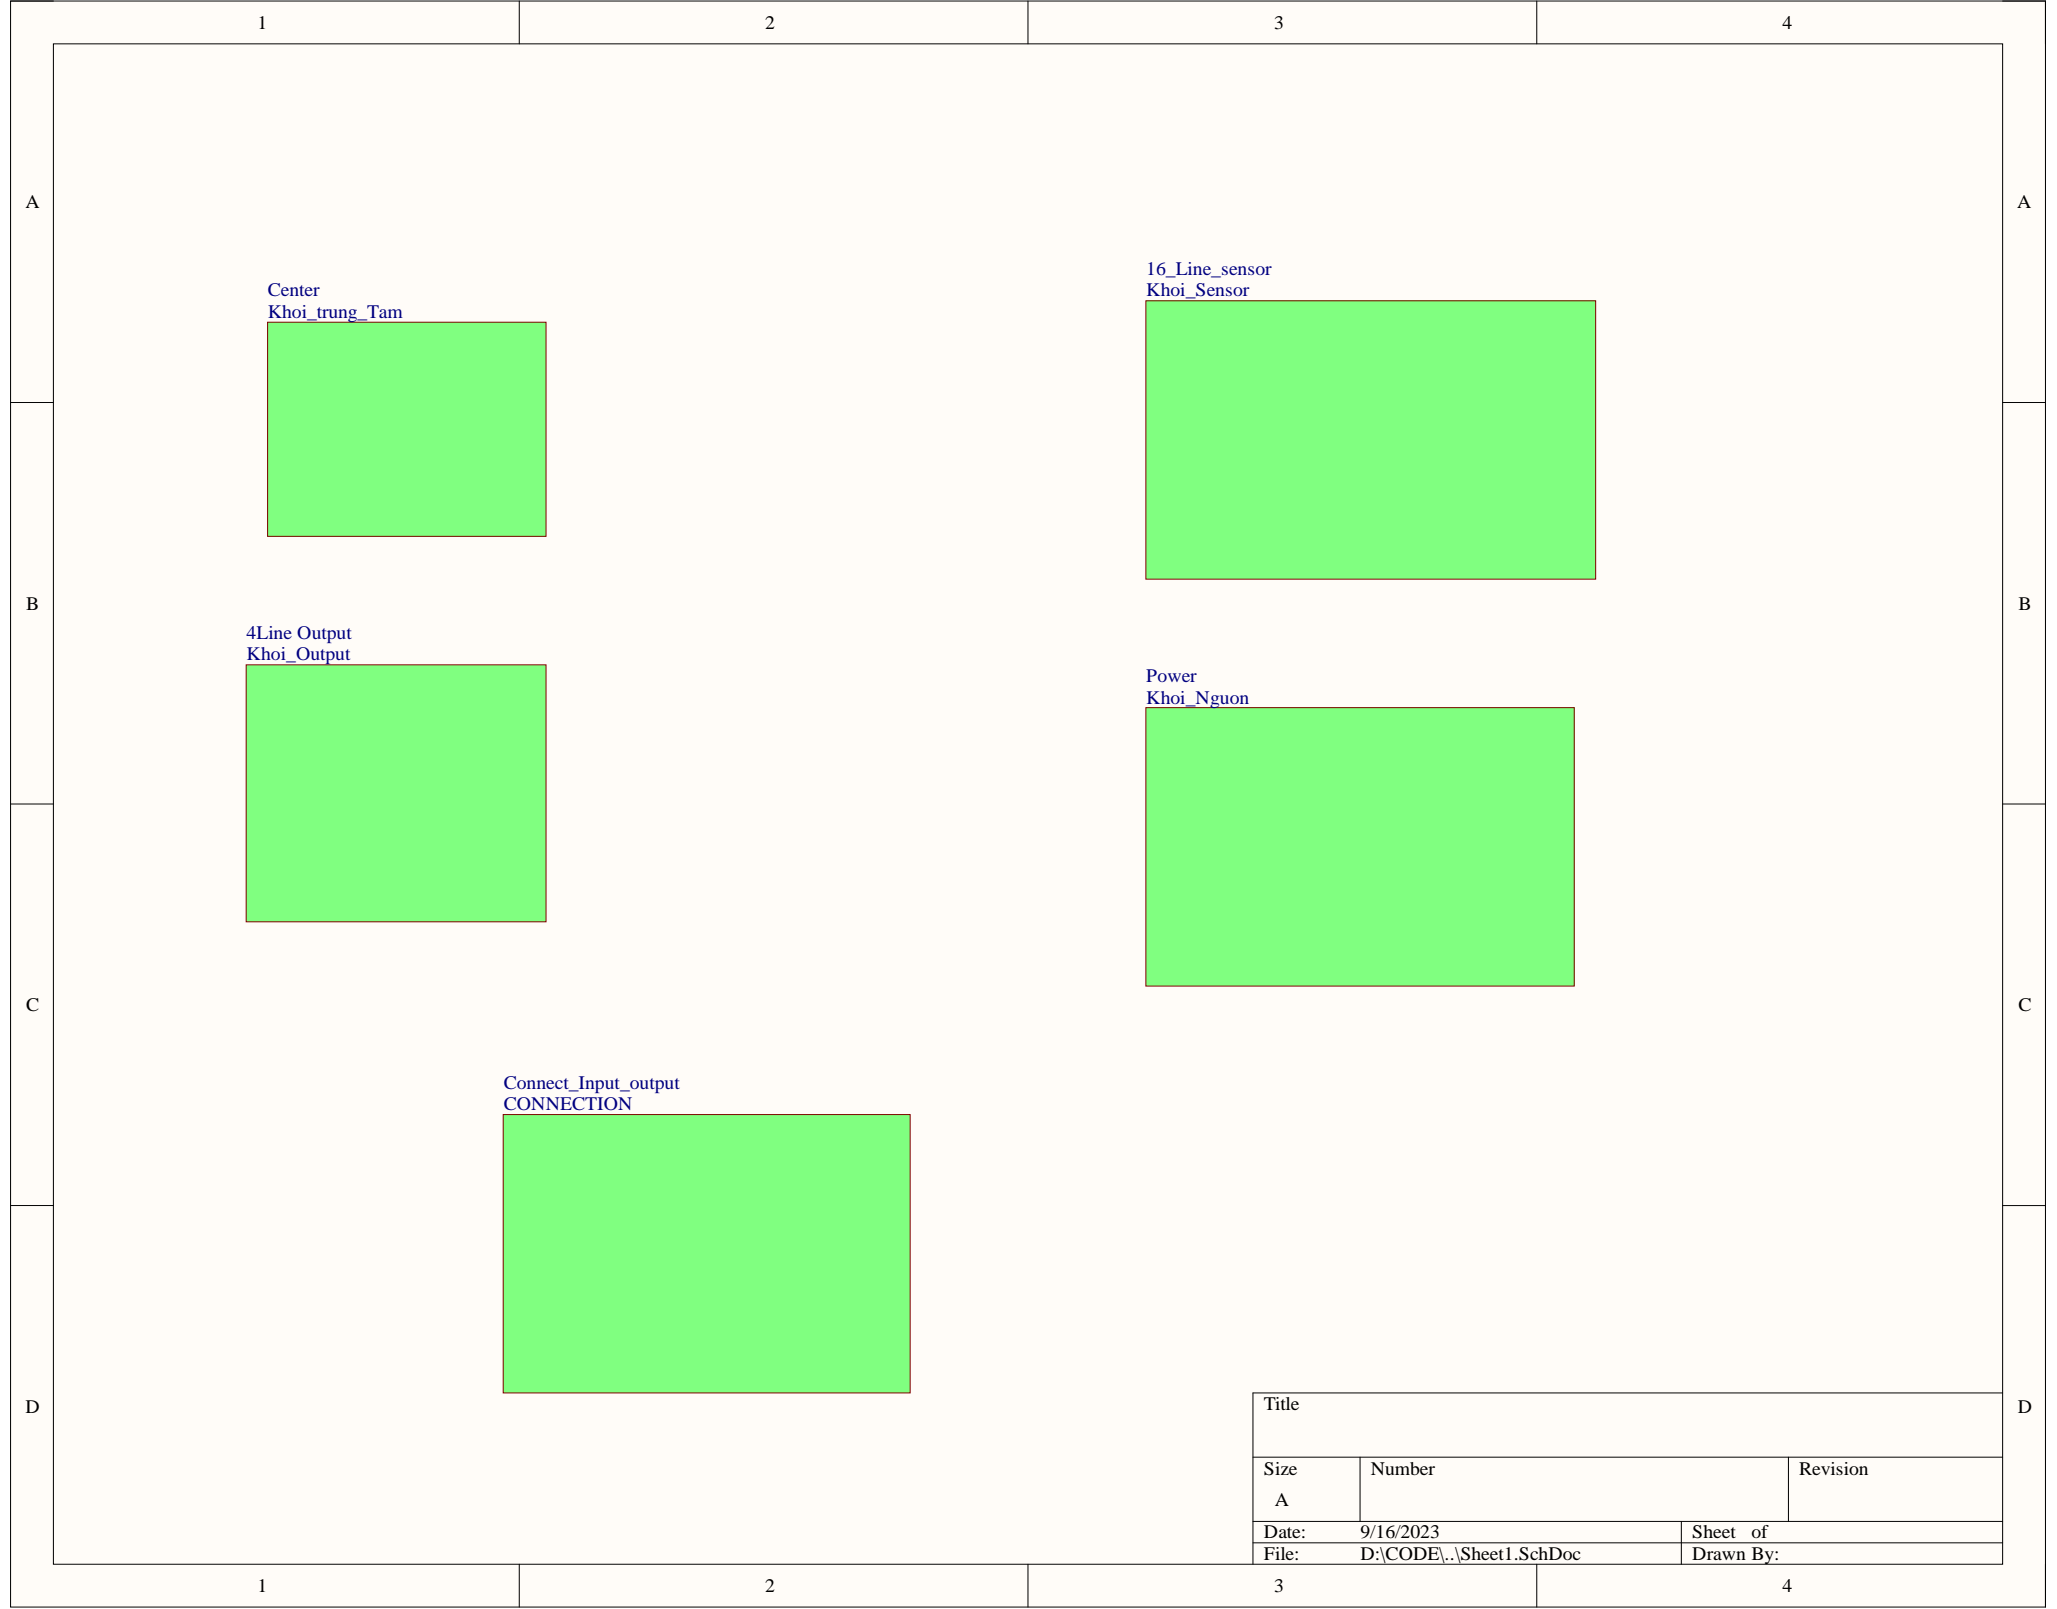 1 2 3 4
A A
16_Line_sensor
Khoi_Sensor
Center
Khoi_trung_Tam
B B
4Line Output
Khoi_Output
Power
Khoi_Nguon
C C
Connect_Input_output
CONNECTION
D D
Title
Size Number Revision
A
Date: 9/16/2023 Sheet of
File: D:\CODE\..\Sheet1.SchDoc Drawn By:
1 2 3 4